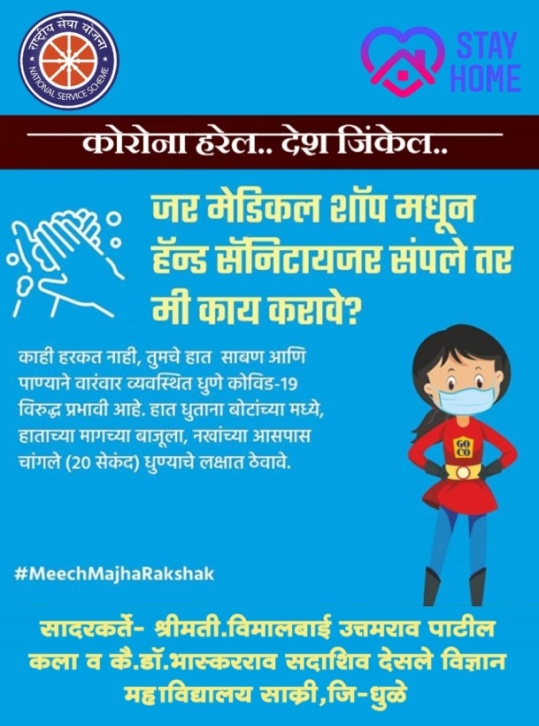 राष्ट्रीय सेवा योजना
NATIONAL SERVICE SCHEME
STAY
HOME
कोरोना हरेल.. देश जिंकेल..
जर मेडिकल शॉप मधून
हॅन्ड सॅनिटायजर संपले तर
मी काय करावे?
काही हरकत नाही, तुमचे हात साबण आणि
पाण्याने वारंवार व्यवस्थित धुणे कोविड-19
विरुद्ध प्रभावी आहे. हात धुताना बोटांच्या मध्ये,
हाताच्या मागच्या बाजूला, नखांच्या आसपास
चांगले (20 सेकंद) धुण्याचे लक्षात ठेवावे.
GO
CO
#MeechMajhaRakshak
सादरकर्ते- श्रीमती.विमालबाई उत्तमराव पाटील
कला व कै.डॉ.भास्करराव सदाशिव देसले विज्ञान
महाविद्यालय साक्री,जि-धुळे